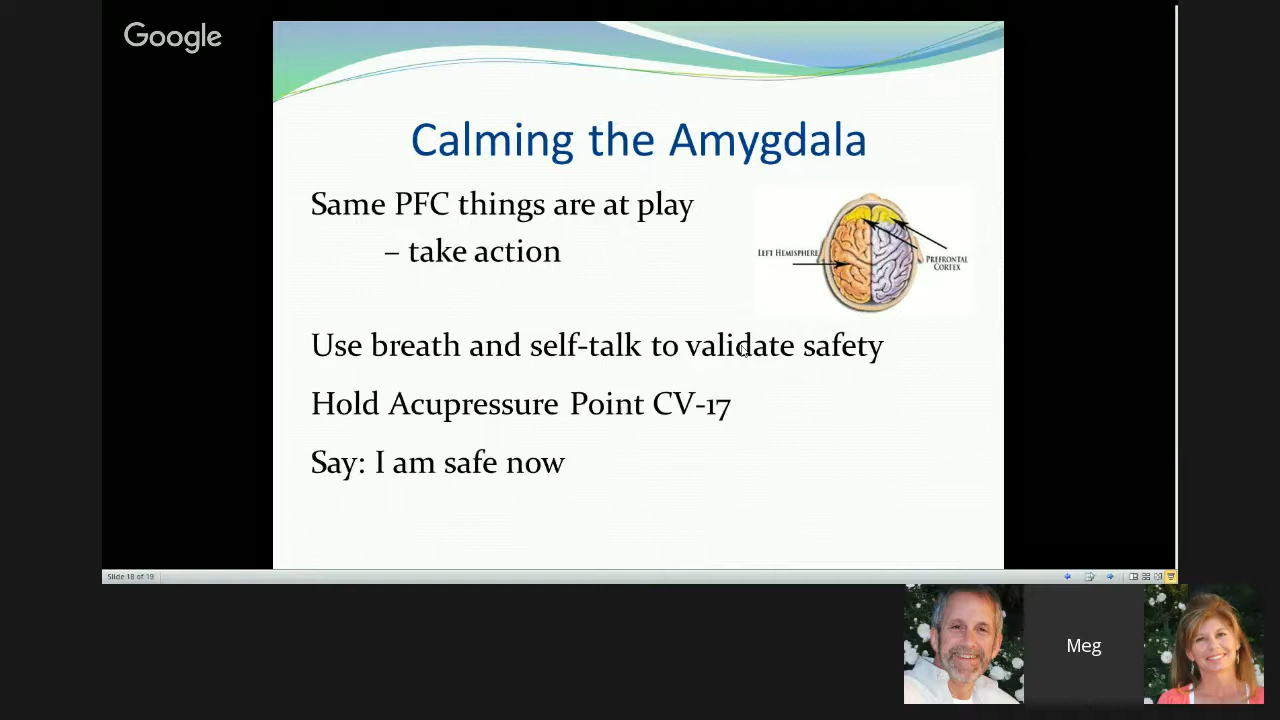 Google
Calming the Amygdala
Same PFC things are at play
– take action
LEFT HEMISPHERE
PREFRONTAL
CORTEX
Use breath and self-talk to validate safety
Hold Acupressure Point CV-17
Say: I am safe now
Slide 18 of 19
Meg